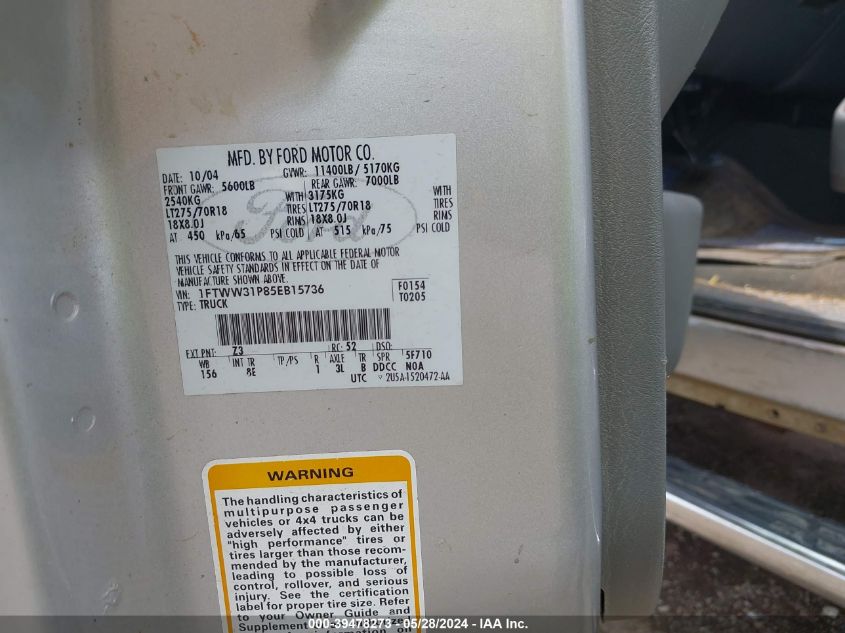 MFD. BY FORD MOTOR CO.
DATE: 10/04 GVWR: 11400LB/ 5170KG
FRONT GAWR: 5600LB REAR GAWR: 7000LB
2540KG WITH 3175KG WITH
LT275/70R18 TIRES LT275/70R18 TIRES
18X8.0J RIMS 18X8.0J RIMS
AT 450 kPa/65 PSI COLD AT 515 kPa/75 PSI COLD
Ford
THIS VEHICLE CONFORMS TO ALL APPLICABLE FEDERAL MOTOR
VEHICLE SAFETY STANDARDS IN EFFECT ON THE DATE OF
MANUFACTURE SHOWN ABOVE.
VIN: 1FTWW31P85EB15736 F0154
TYPE: TRUCK T0205
EXT PNT: Z3 RC: 52 DSO:
WB INT TR TP/PS R AXLE TR SPR 5F710
156 8E 1 3L B DDCC N0A
UTC ▽ 2U5A-1520472-AA
WARNING
The handling characteristics of
multipurpose passenger
vehicles or 4x4 trucks can be
adversely affected by either
"high performance" tires or
tires larger than those recom-
mended by the manufacturer,
leading to possible loss of
control, rollover, and serious
injury. See the certification
label for proper tire size. Refer
to your Owner Guide and
Supplement
information on
000-39478273 - 05/28/2024 - IAA Inc.